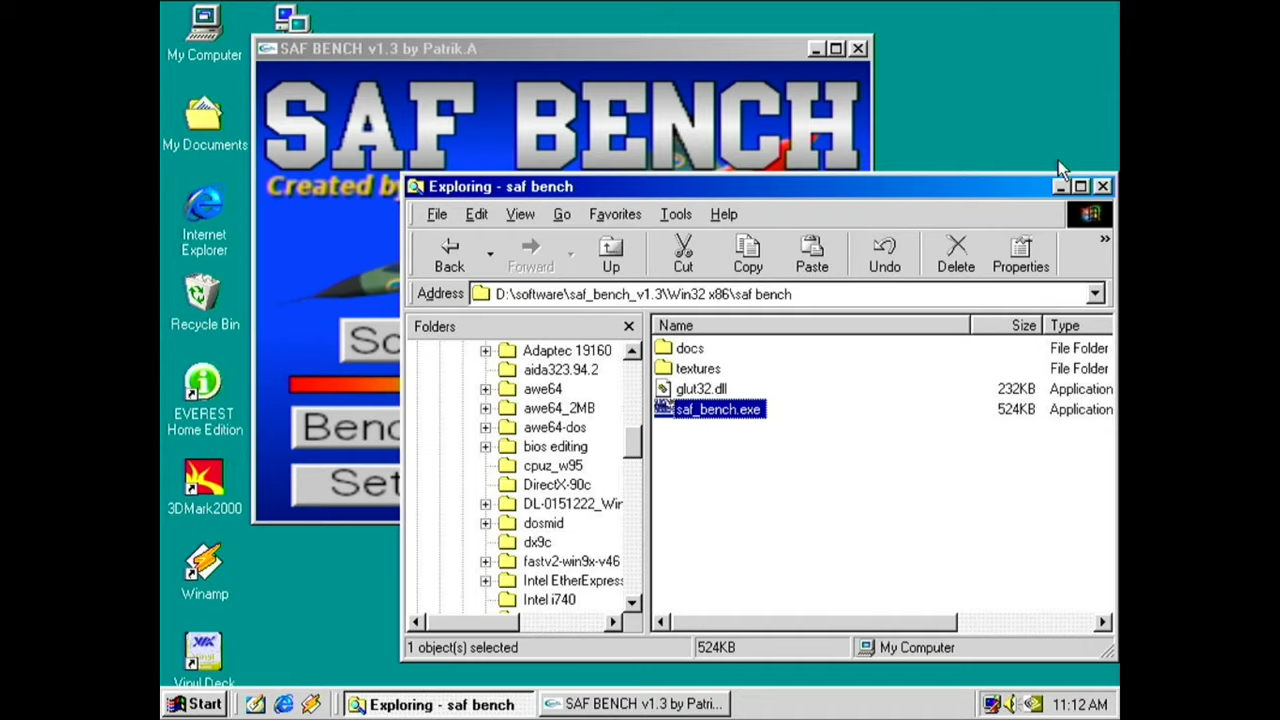 My Computer
My Documents
Internet
Explorer
Recycle Bin
EVEREST
Home Edition
3DMark2000
Winamp
Vinyl Deck
SAF BENCH v1.3 by Patrik.A
SAF BENCH
Created by
Exploring - saf bench
File Edit View Go Favorites Tools Help
Back Forward Up Cut Copy Paste Undo Delete Properties
Address D:\software\saf_bench_v1.3\Win32 x86\saf bench
Folders
Adaptec 19160
aida323.94.2
awe64
awe64_2MB
awe64-dos
bios editing
cpuz_w95
DirectX-90c
DL-0151222_Win
dosmid
dx9c
fastv2-win9x-v46
Intel EtherExpress
Intel i740
Name Size Type
docs File Folder
textures File Folder
glut32.dll 232KB Application
saf_bench.exe 524KB Application
1 object(s) selected 524KB My Computer
Start Exploring - saf bench SAF BENCH v1.3 by Patri... 11:12 AM